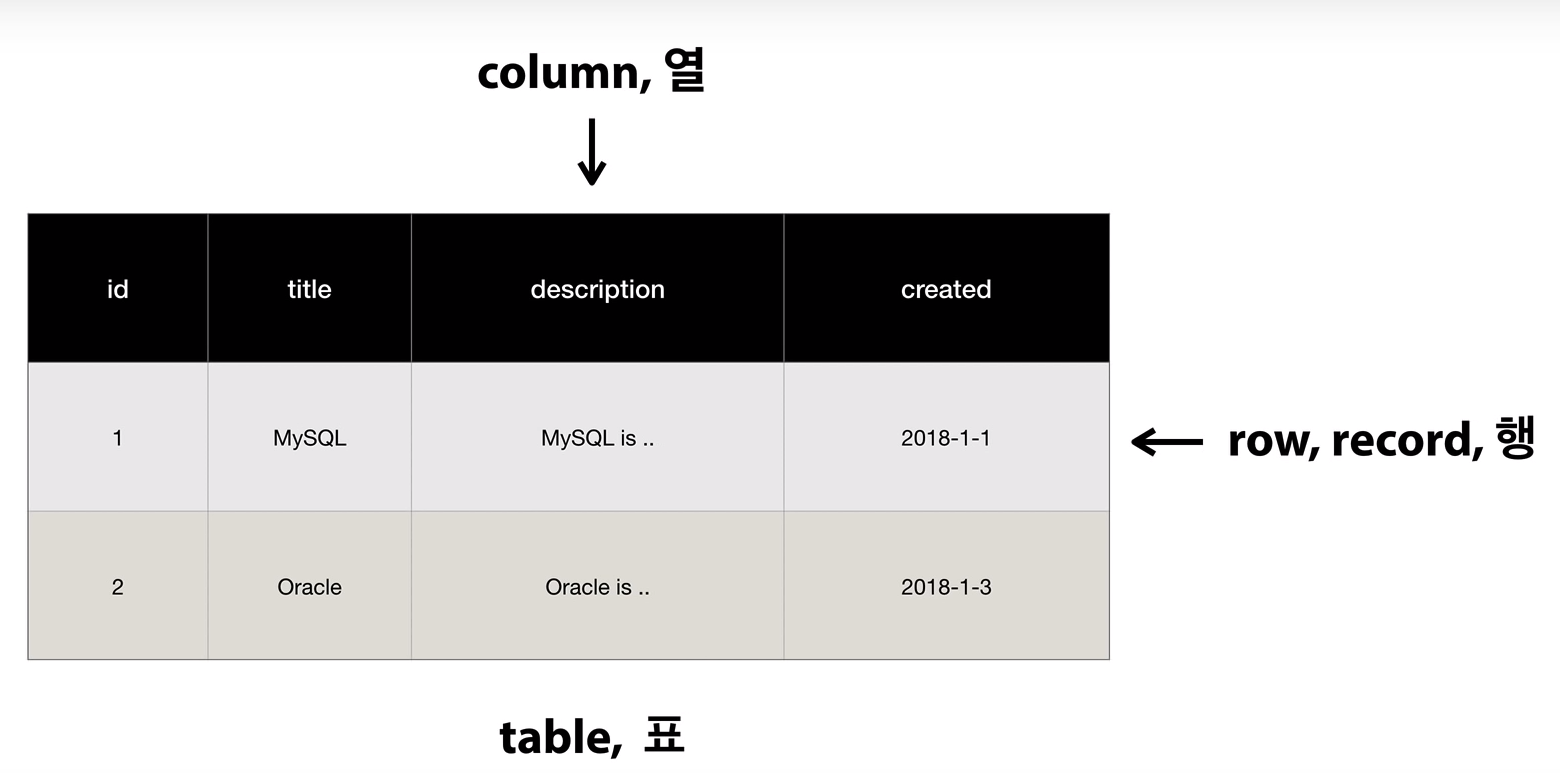 column, 열
id title description created
1 MySQL MySQL is .. 2018-1-1
row, record, 행
2 Oracle Oracle is .. 2018-1-3
table, 표